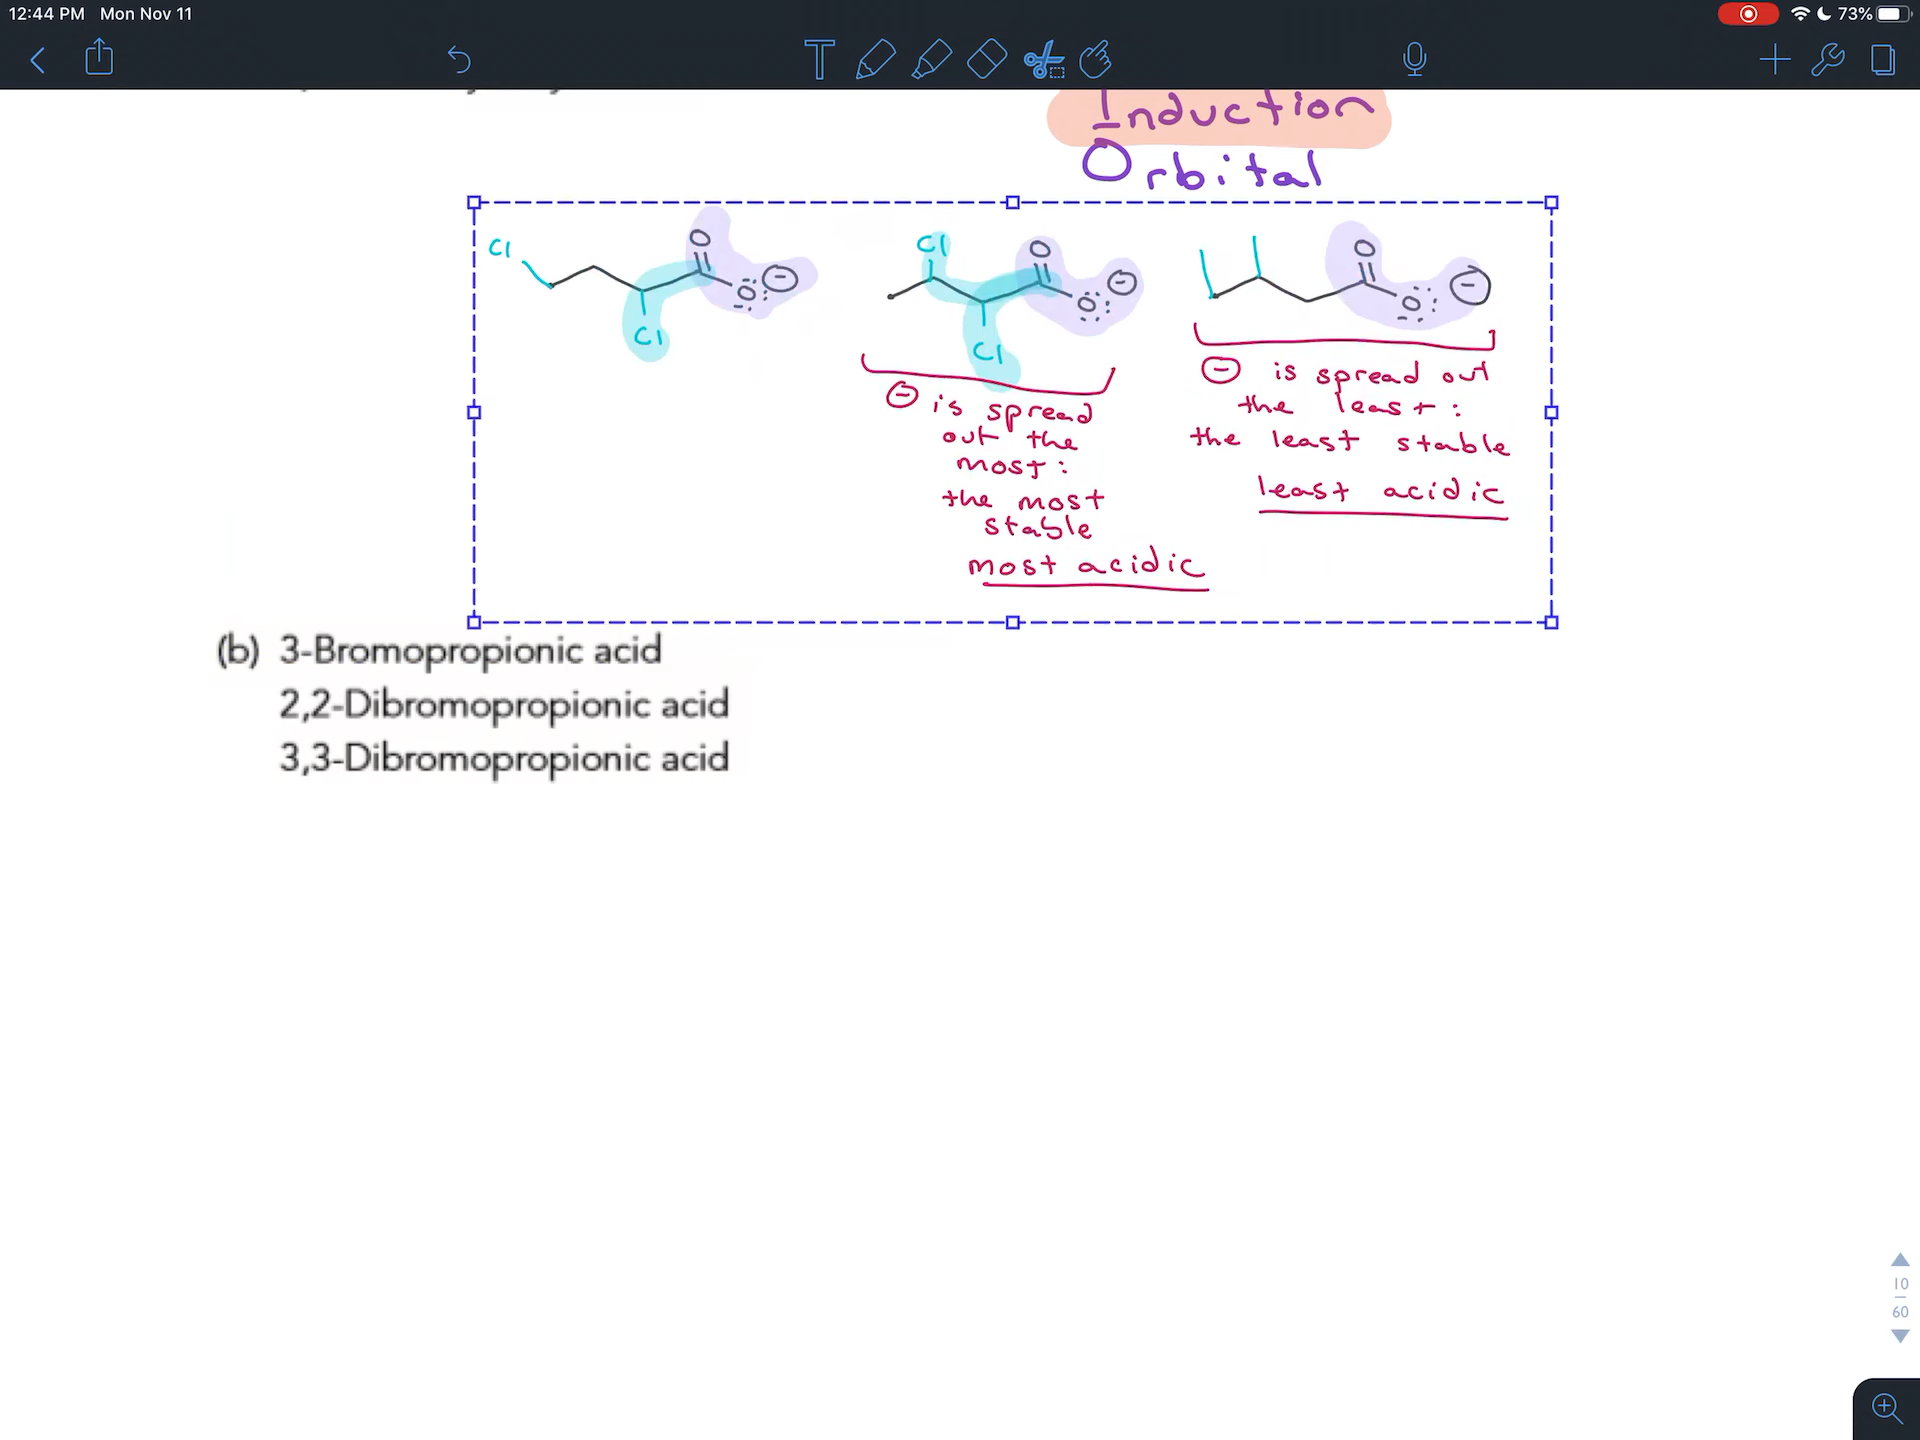 12:44 PM Mon Nov 11
73%
T
Induction
Orbital
Cl
O
O
Cl
Cl
O
O
Cl
O
O
⊖ is spread
out the
most:
the most
stable
most acidic
⊖ is spread out
the least:
the least stable
least acidic
(b) 3-Bromopropionic acid
2,2-Dibromopropionic acid
3,3-Dibromopropionic acid
10
60